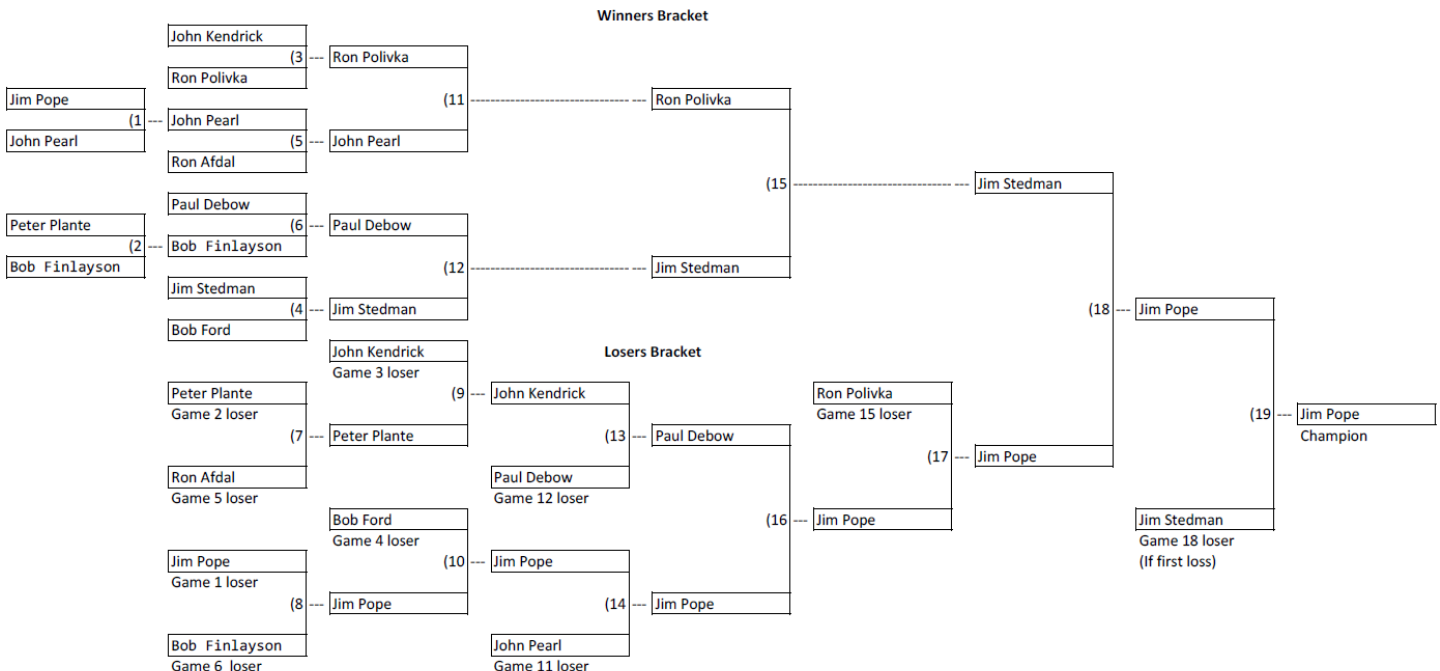 Winners Bracket
John Kendrick
(3 --- Ron Polivka
Ron Polivka
Jim Pope
(11 --- Ron Polivka
(1 --- John Pearl
John Pearl
(5 --- John Pearl
Ron Afdal
(15 --- Jim Stedman
Paul Debow
Peter Plante
(6 --- Paul Debow
(2 --- Bob Finlayson
Bob Finlayson
(12 --- Jim Stedman
Jim Stedman
(4 --- Jim Stedman
(18 --- Jim Pope
Bob Ford
John Kendrick
Losers Bracket
Game 3 loser
Peter Plante
(9 --- John Kendrick
Ron Polivka
Game 2 loser
Game 15 loser
(19 --- Jim Pope
Champion
(7 --- Peter Plante
(13 --- Paul Debow
(17 --- Jim Pope
Ron Afdal
Paul Debow
Game 5 loser
Game 12 loser
Bob Ford
(16 --- Jim Pope
Jim Stedman
Game 4 loser
Game 18 loser
Jim Pope
(10 --- Jim Pope
(If first loss)
Game 1 loser
(8 --- Jim Pope
(14 --- Jim Pope
Bob Finlayson
John Pearl
Game 6 loser
Game 11 loser